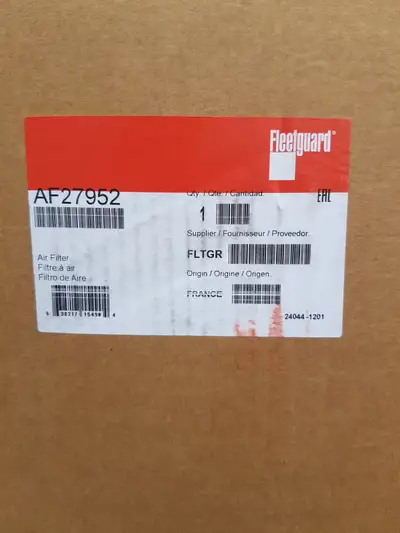 Fleetguard®
AF27952
Qty. / Qte. / Cantidad.
EAC
1
Supplier / Fournisseur / Proveedor.
FLTGR
Air Filter
Filtre à air
Filtro de Aire
Origin / Origine / Origen.
FRANCE
24044-1201